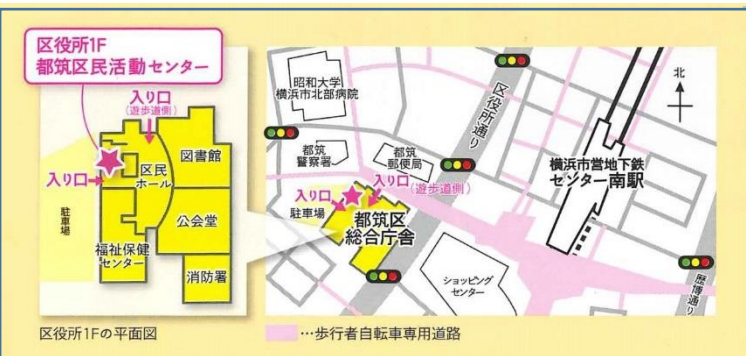 区役所1F
都筑区民活動センター
入り口
(遊歩道側)
図書館
区民
ホール
入り口
駐車場
公会堂
福祉保健
センター
消防署
区役所1Fの平面図
昭和大学
横浜市北部病院
区役所通り
北
都筑
警察署
都筑
郵便局
横浜市営地下鉄
センター南駅
入り口
入り口
(遊歩道側)
駐車場
都筑区
総合庁舎
ショッピング
センター
歴博通り
…歩行者自転車専用道路